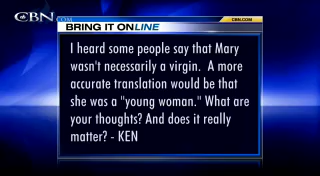 CBN.COM
CBN.COM
BRING IT ONLINE
I heard some people say that Mary
wasn't necessarily a virgin.  A more
accurate translation would be that
she was a "young woman." What are
your thoughts? And does it really
matter? - KEN